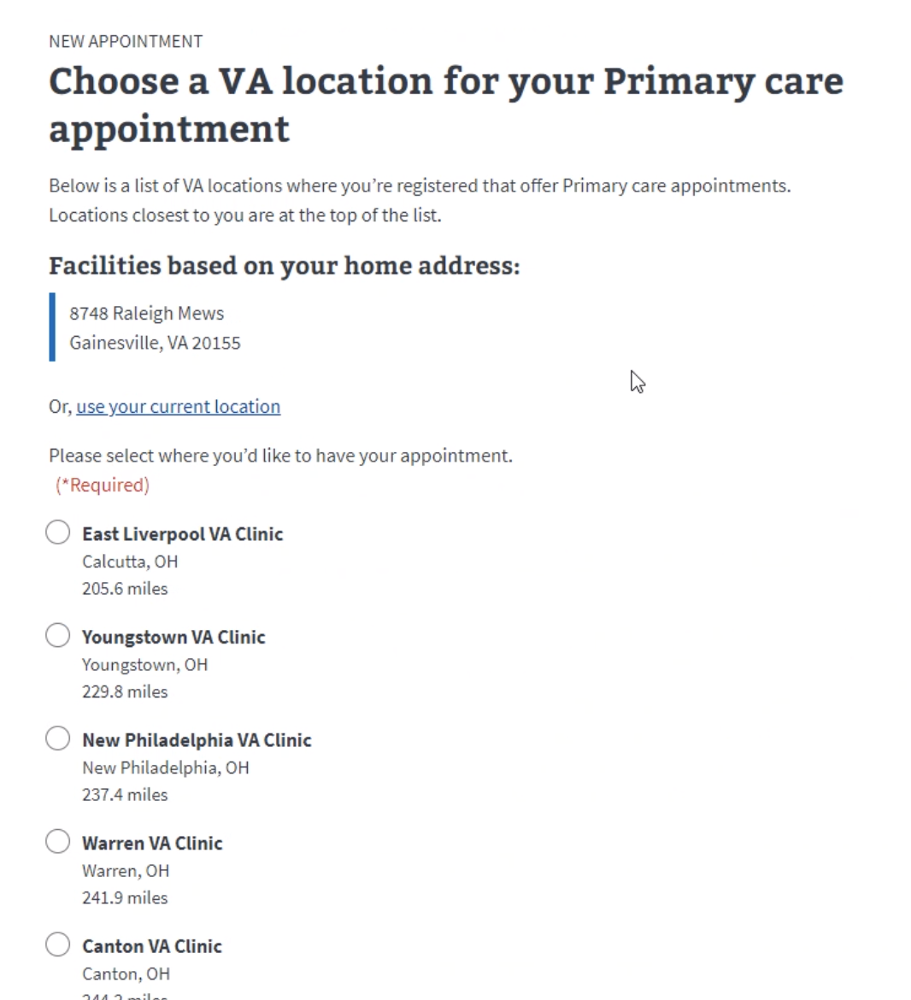 NEW APPOINTMENT
Choose a VA location for your Primary care
appointment
Below is a list of VA locations where you’re registered that offer Primary care appointments.
Locations closest to you are at the top of the list.
Facilities based on your home address:
8748 Raleigh Mews
Gainesville, VA 20155
Or, use your current location
Please select where you’d like to have your appointment.
(*Required)
East Liverpool VA Clinic
Calcutta, OH
205.6 miles
Youngstown VA Clinic
Youngstown, OH
229.8 miles
New Philadelphia VA Clinic
New Philadelphia, OH
237.4 miles
Warren VA Clinic
Warren, OH
241.9 miles
Canton VA Clinic
Canton, OH